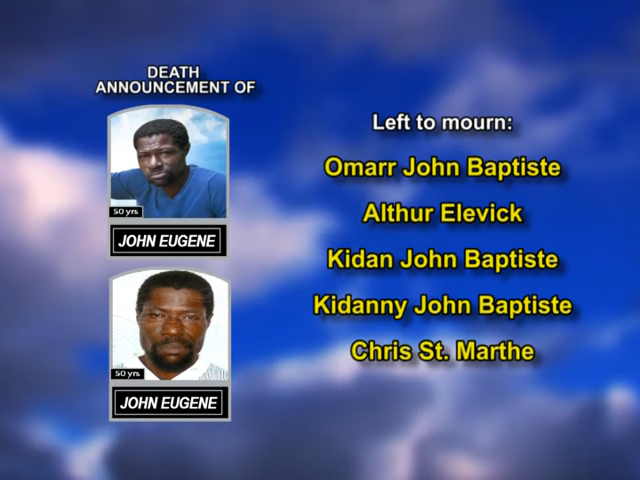 DEATH
ANNOUNCEMENT OF
50 yrs
JOHN EUGENE
50 yrs
JOHN EUGENE
Left to mourn:
Omarr John Baptiste
Althur Elevick
Kidan John Baptiste
Kidanny John Baptiste
Chris St. Marthe